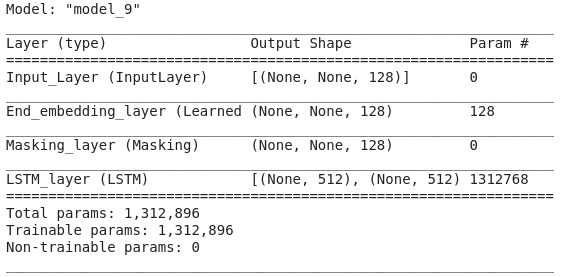 Model: "model_9"
Layer (type) Output Shape Param #
Input_Layer (InputLayer) [(None, None, 128)] 0
End_embedding_layer (Learned (None, None, 128) 128
Masking_layer (Masking) (None, None, 128) 0
LSTM_layer (LSTM) [(None, 512), (None, 512) 1312768
Total params: 1,312,896
Trainable params: 1,312,896
Non-trainable params: 0